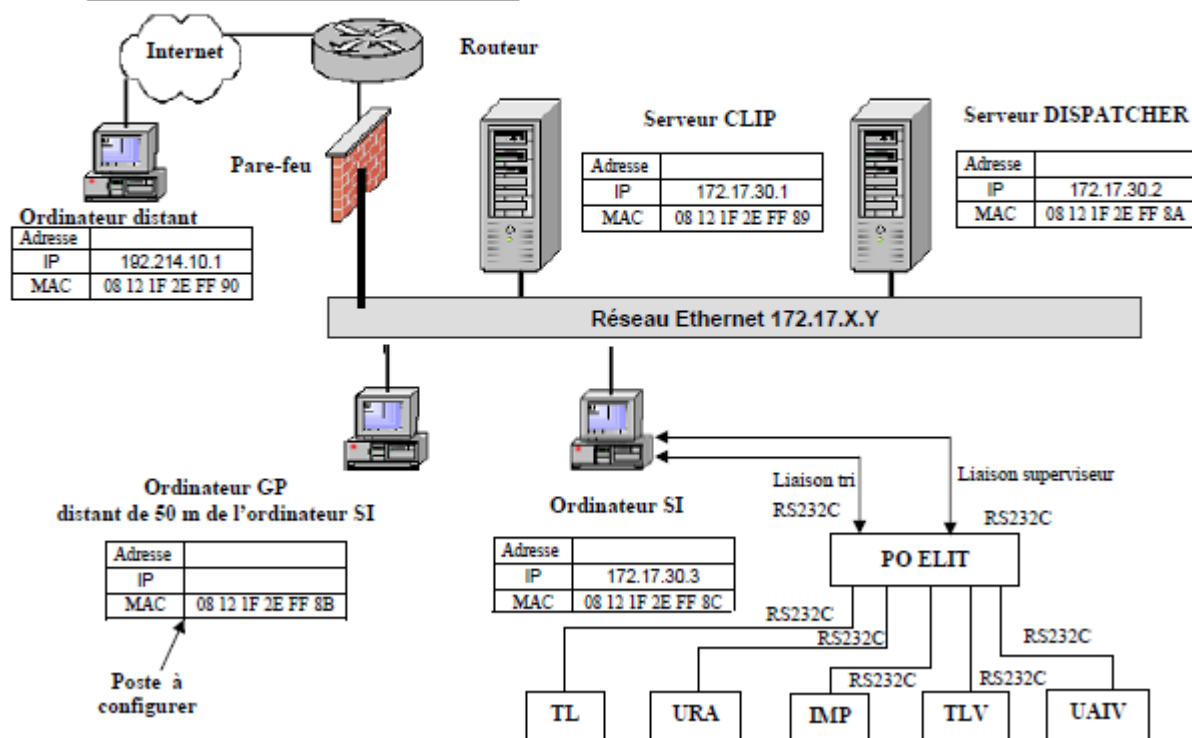 Internet
Routeur
Pare-feu
Ordinateur distant
Adresse
IP 192.214.10.1
MAC 08 12 1F 2E FF 90
Serveur CLIP
Adresse
IP 172.17.30.1
MAC 08 12 1F 2E FF 89
Serveur DISPATCHER
Adresse
IP 172.17.30.2
MAC 08 12 1F 2E FF 8A
Réseau Ethernet 172.17.X.Y
Ordinateur GP
distant de 50 m de l'ordinateur SI
Adresse
IP
MAC 08 12 1F 2E FF 8B
Poste à
configurer
Ordinateur SI
Adresse
IP 172.17.30.3
MAC 08 12 1F 2E FF 8C
Liaison tri
RS232C
Liaison superviseur
RS232C
PO ELIT
RS232C
RS232C
RS232C
RS232C
RS232C
TL
URA
IMP
TLV
UAIV